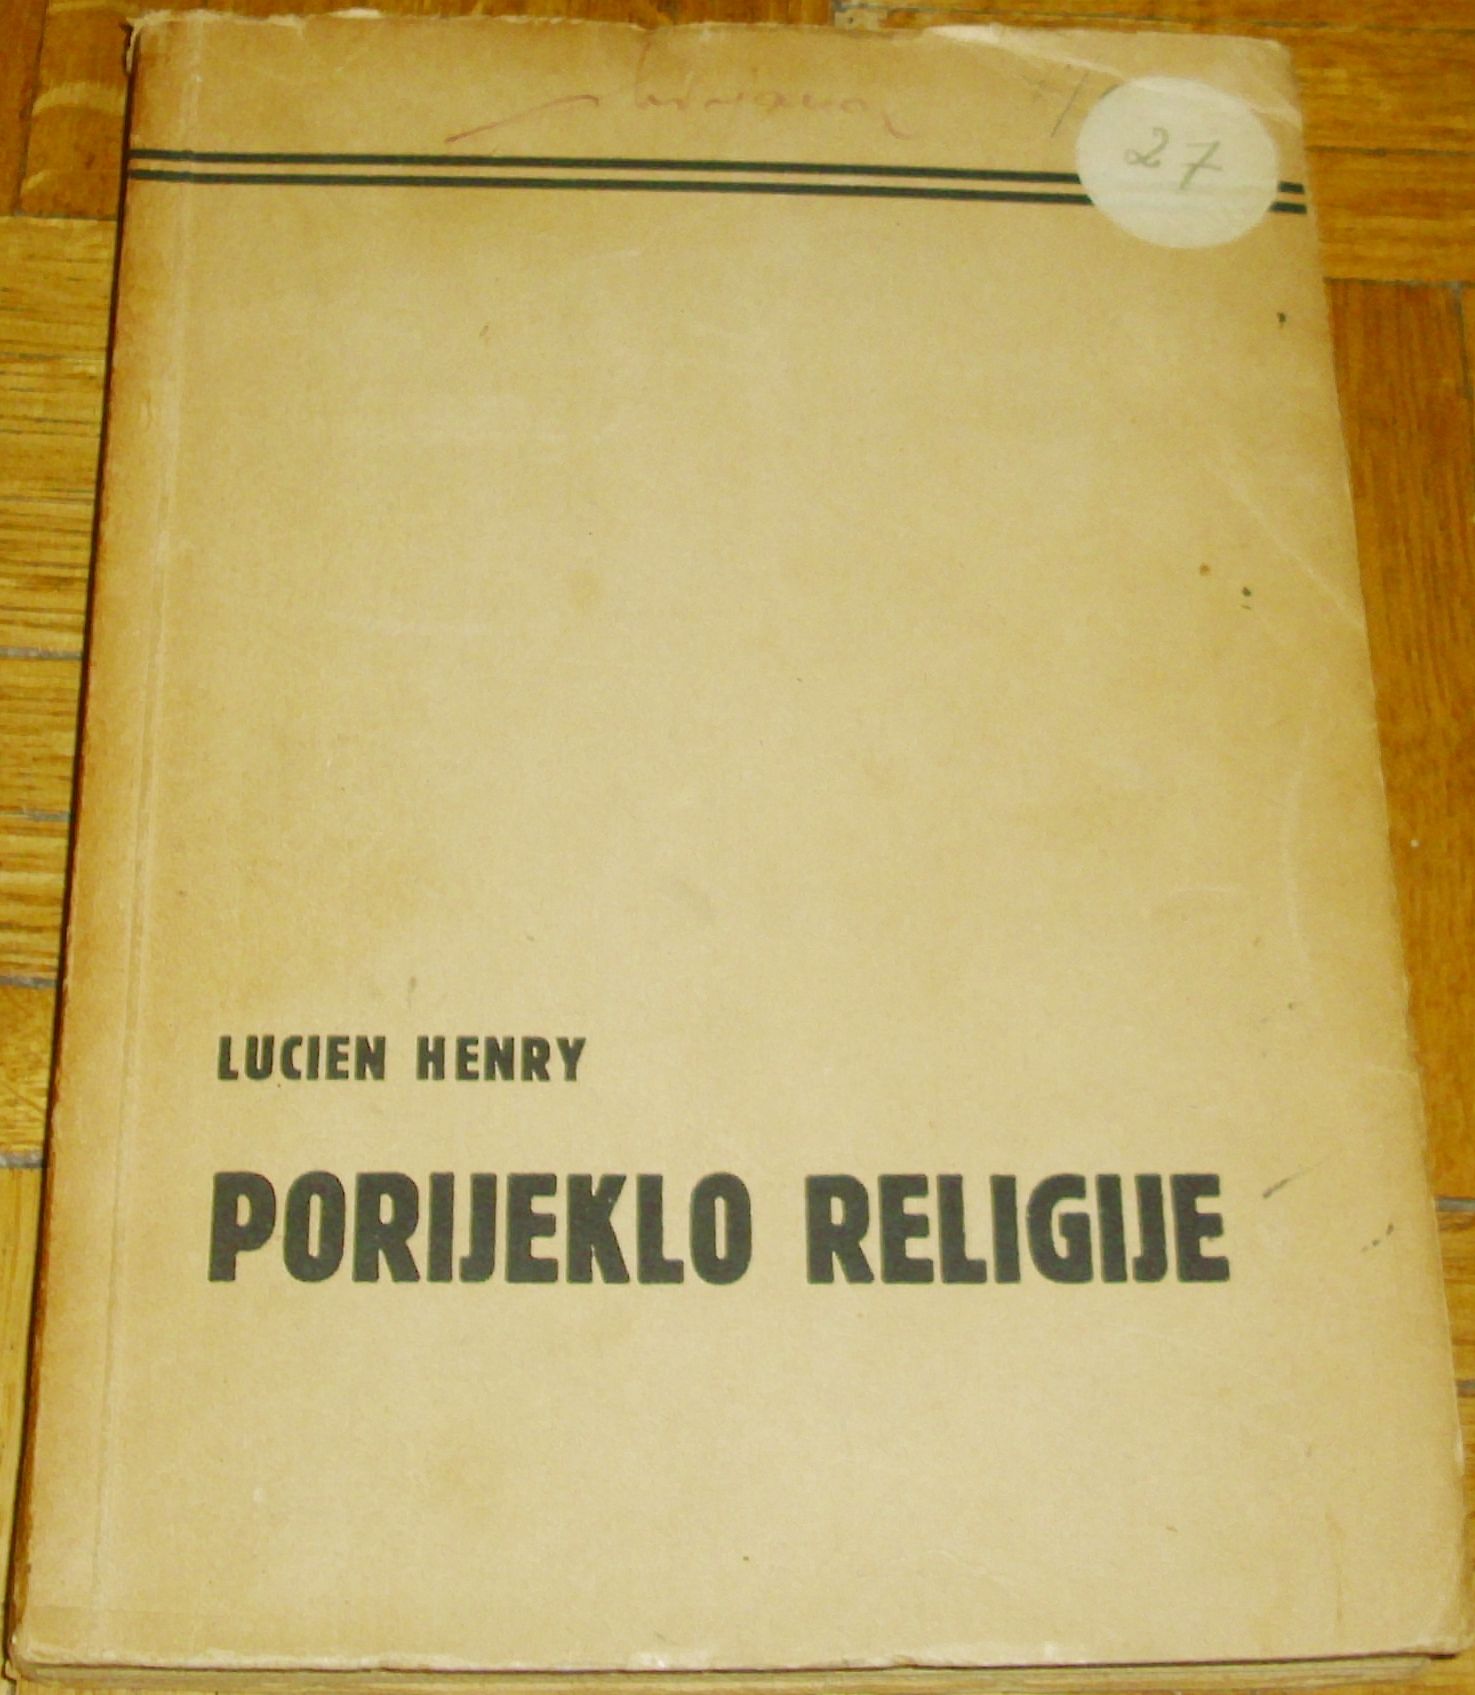 27
LUCIEN HENRY
PORIJEKLO RELIGIJE